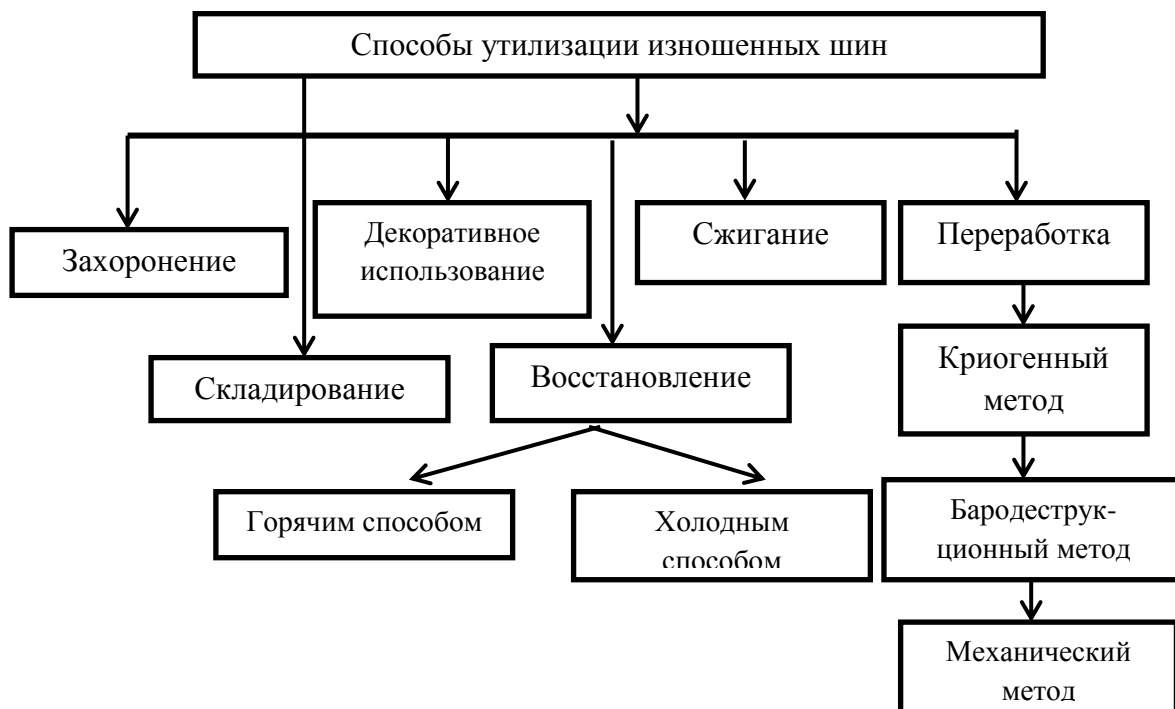 Способы утилизации изношенных шин
Захоронение
Декоративное
использование
Сжигание
Переработка
Складирование
Восстановление
Криогенный
метод
Горячим способом
Холодным
способом
Бародеструк-
ционный метод
Механический
метод